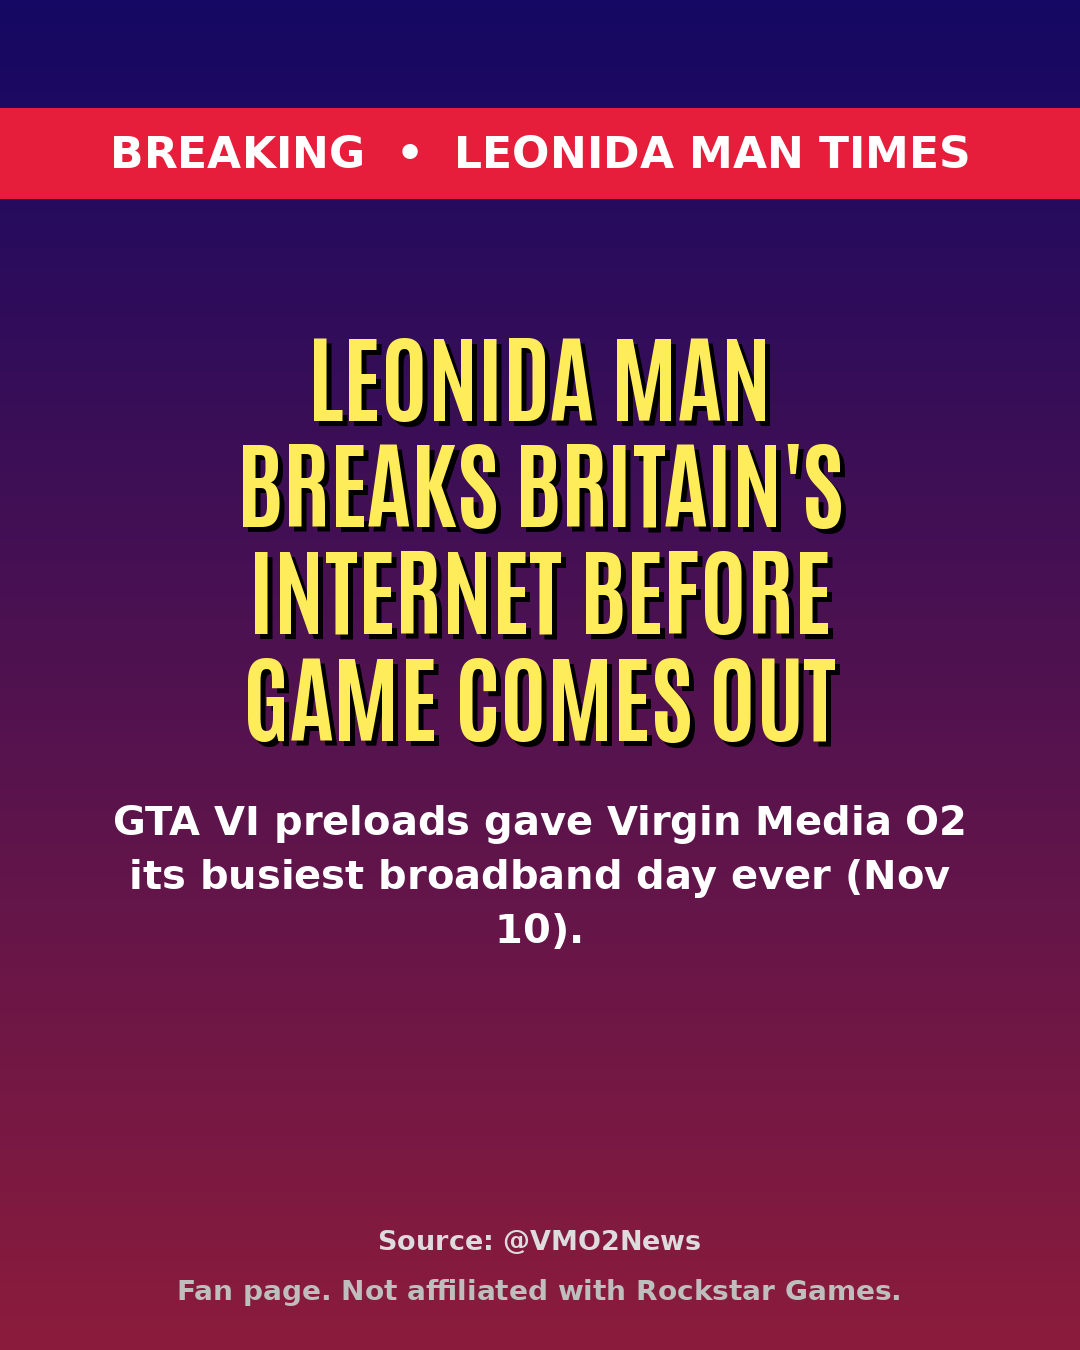 BREAKING • LEONIDA MAN TIMES
LEONIDA MAN
BREAKS BRITAIN'S
INTERNET BEFORE
GAME COMES OUT
GTA VI preloads gave Virgin Media O2
its busiest broadband day ever (Nov
10).
Source: @VMO2News
Fan page. Not affiliated with Rockstar Games.